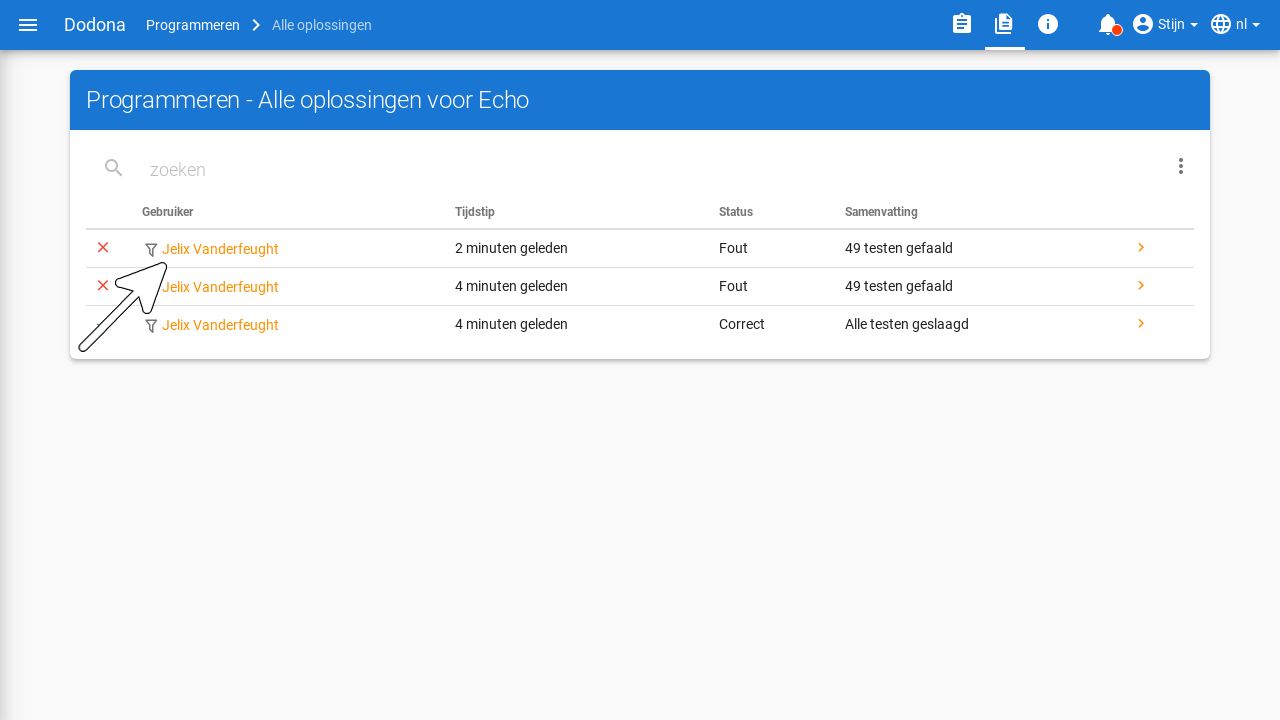 Dodona Programmeren Alle oplossingen Stijn nl
Programmeren - Alle oplossingen voor Echo
zoeken
Gebruiker Tijdstip Status Samenvatting
Jelix Vanderfeught 2 minuten geleden Fout 49 testen gefaald
Jelix Vanderfeught 4 minuten geleden Fout 49 testen gefaald
Jelix Vanderfeught 4 minuten geleden Correct Alle testen geslaagd